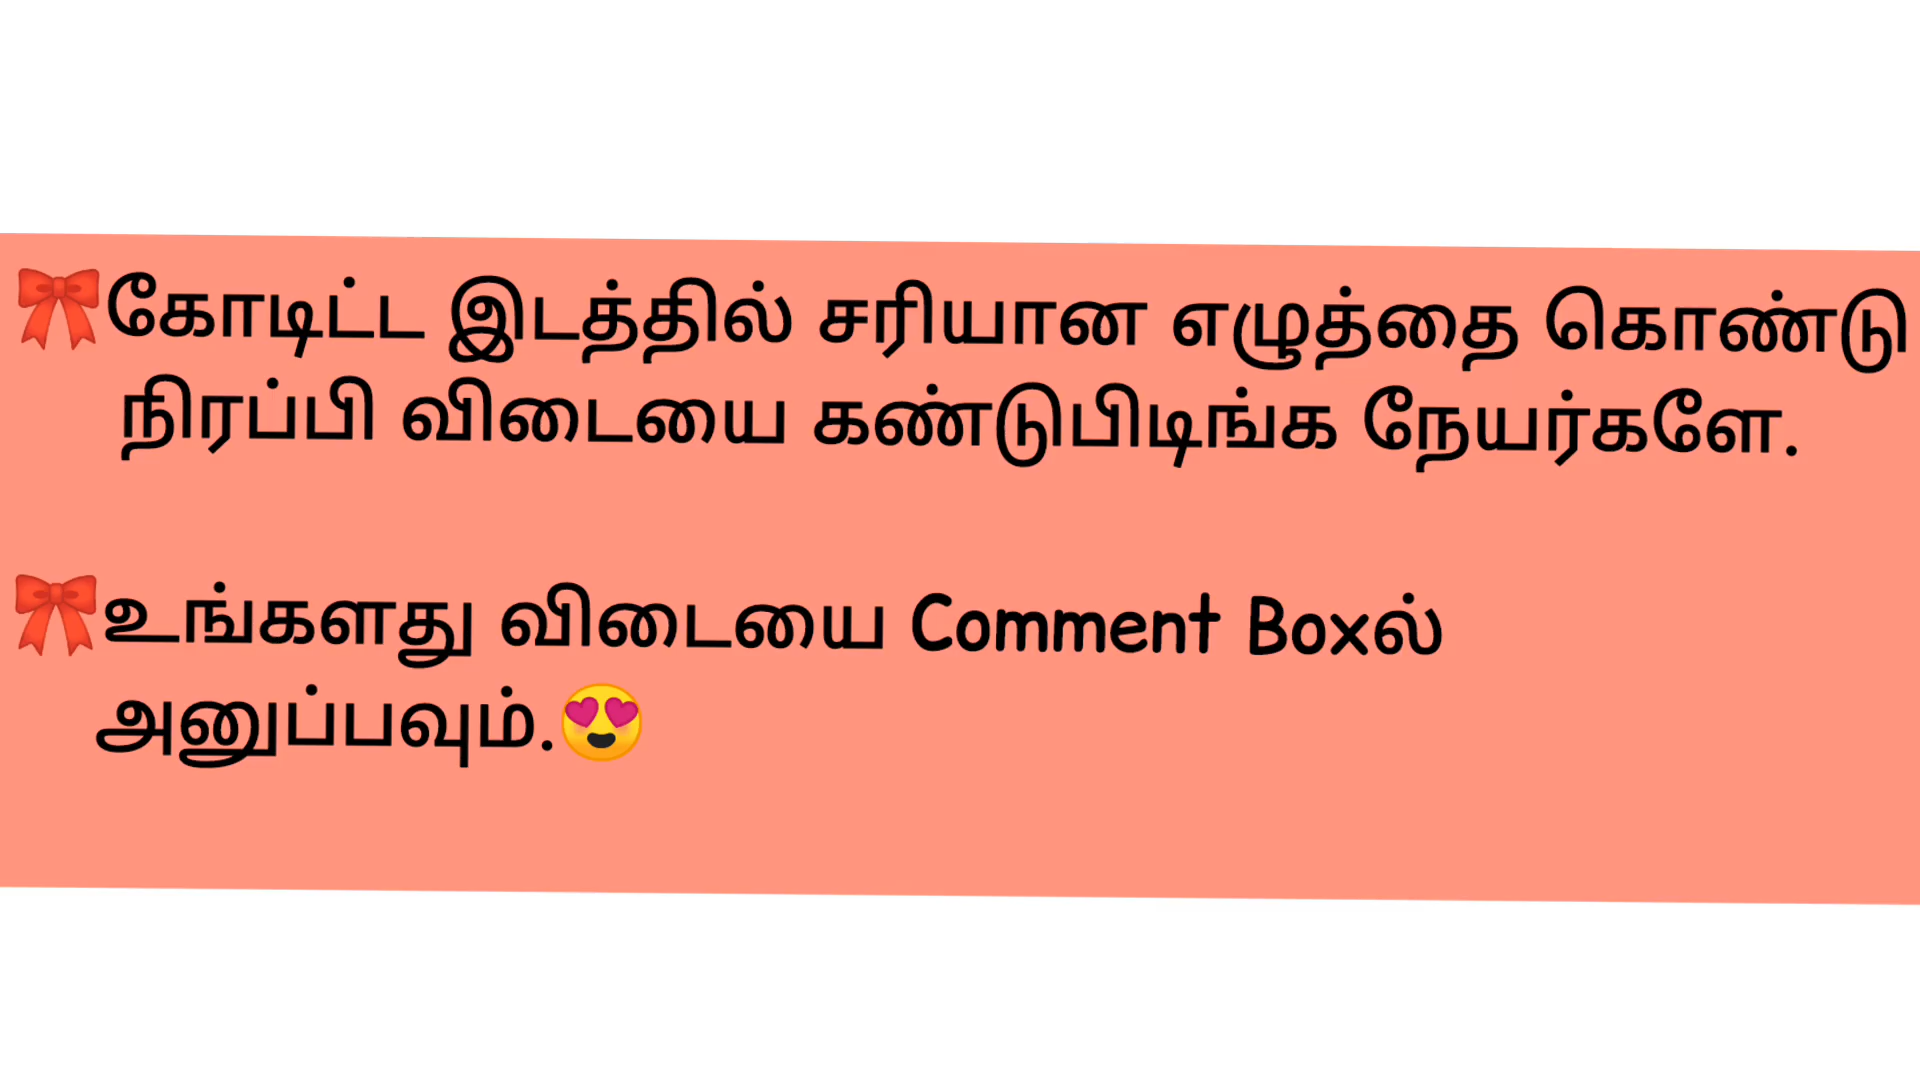 🎀கோடிட்ட இடத்தில் சரியான எழுத்தை கொண்டு
நிரப்பி விடையை கண்டுபிடிங்க நேயர்களே.
🎀உங்களது விடையை Comment Boxல்
அனுப்பவும்.😍